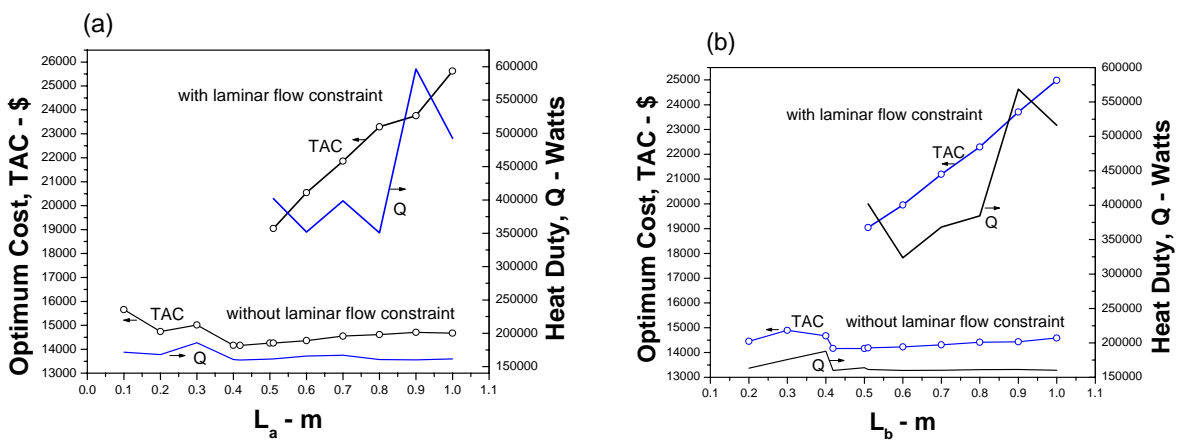 (a)
Optimum Cost, TAC - $
26000
25000
24000
23000
22000
21000
20000
19000
18000
17000
16000
15000
14000
13000
with laminar flow constraint
TAC
Q
without laminar flow constraint
TAC
Q
600000
550000
500000
450000
400000
350000
300000
250000
200000
150000
Heat Duty, Q - Watts
0.0 0.1 0.2 0.3 0.4 0.5 0.6 0.7 0.8 0.9 1.0 1.1
L_a - m
(b)
Optimum Cost, TAC - $
25000
24000
23000
22000
21000
20000
19000
18000
17000
16000
15000
14000
13000
with laminar flow constraint
TAC
Q
without laminar flow constraint
TAC
Q
600000
550000
500000
450000
400000
350000
300000
250000
200000
150000
Heat Duty, Q - Watts
0.1 0.2 0.3 0.4 0.5 0.6 0.7 0.8 0.9 1.0 1.1
L_b - m